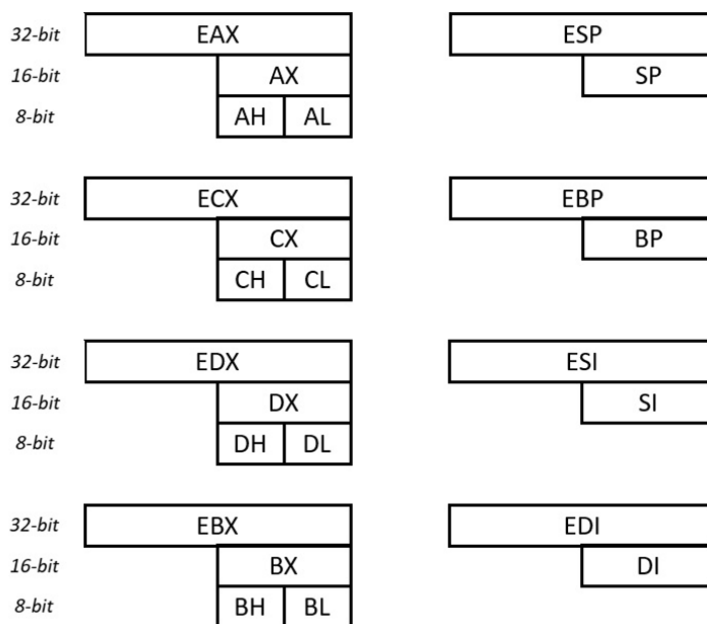 32-bit EAX ESP
16-bit AX SP
8-bit AH AL
32-bit ECX EBP
16-bit CX BP
8-bit CH CL
32-bit EDX ESI
16-bit DX SI
8-bit DH DL
32-bit EBX EDI
16-bit BX DI
8-bit BH BL